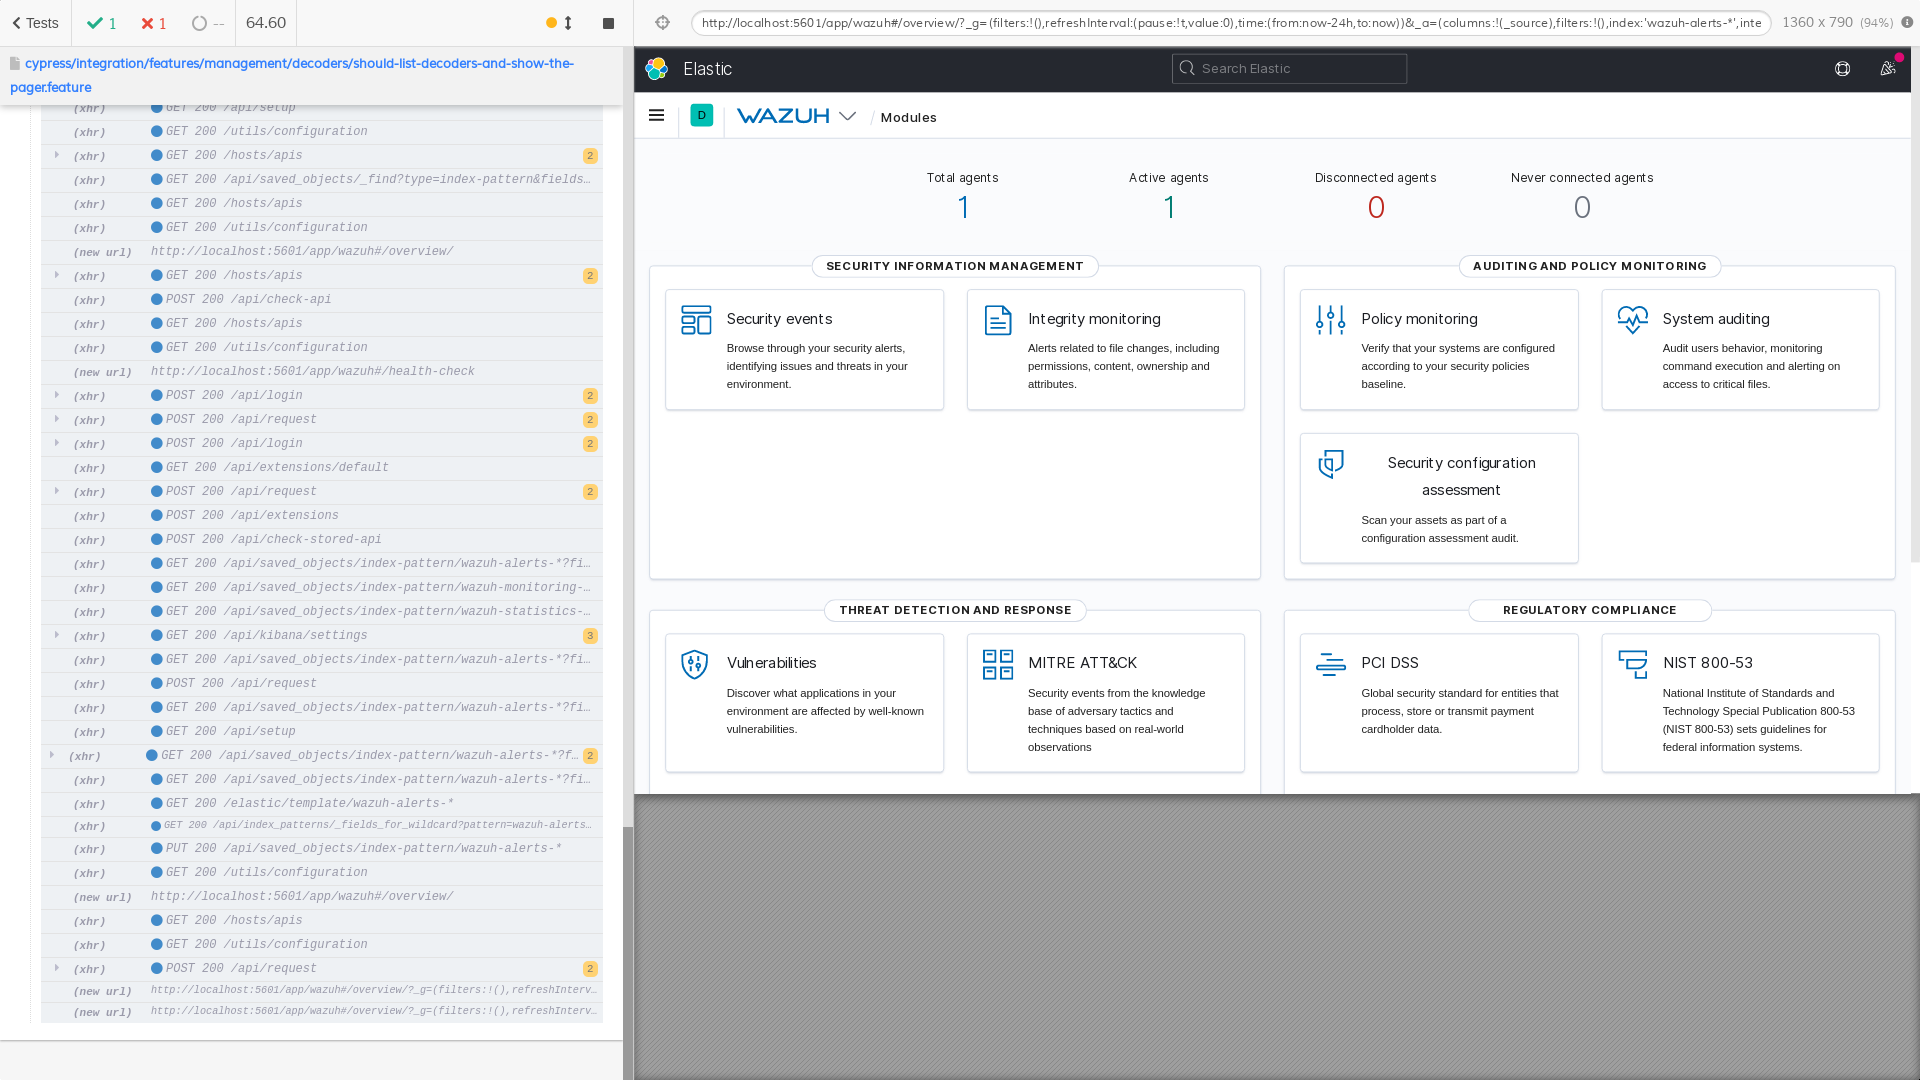 Tests
1
1
--
64.60
http://localhost:5601/app/wazuh#/overview/?_g=(filters:!(),refreshInterval:(pause:!t,value:0),time:(from:now-24h,to:now))&_a=(columns:!(_source),filters:!(),index:'wazuh-alerts-*',inte
1360 x 790 (94%)
cypress/integration/features/management/decoders/should-list-decoders-and-show-the-
pager.feature
(xhr) GET 200 /api/setup
(xhr) GET 200 /utils/configuration
(xhr) GET 200 /hosts/apis 2
(xhr) GET 200 /api/saved_objects/_find?type=index-pattern&fields…
(xhr) GET 200 /hosts/apis
(xhr) GET 200 /utils/configuration
(new url) http://localhost:5601/app/wazuh#/overview/
(xhr) GET 200 /hosts/apis 2
(xhr) POST 200 /api/check-api
(xhr) GET 200 /hosts/apis
(xhr) GET 200 /utils/configuration
(new url) http://localhost:5601/app/wazuh#/health-check
(xhr) POST 200 /api/login 2
(xhr) POST 200 /api/request 2
(xhr) POST 200 /api/login 2
(xhr) GET 200 /api/extensions/default
(xhr) POST 200 /api/request 2
(xhr) POST 200 /api/extensions
(xhr) POST 200 /api/check-stored-api
(xhr) GET 200 /api/saved_objects/index-pattern/wazuh-alerts-*?fi…
(xhr) GET 200 /api/saved_objects/index-pattern/wazuh-monitoring-…
(xhr) GET 200 /api/saved_objects/index-pattern/wazuh-statistics-…
(xhr) GET 200 /api/kibana/settings 3
(xhr) GET 200 /api/saved_objects/index-pattern/wazuh-alerts-*?fi…
(xhr) POST 200 /api/request
(xhr) GET 200 /api/saved_objects/index-pattern/wazuh-alerts-*?fi…
(xhr) GET 200 /api/setup
(xhr) GET 200 /api/saved_objects/index-pattern/wazuh-alerts-*?f… 2
(xhr) GET 200 /api/saved_objects/index-pattern/wazuh-alerts-*?fi…
(xhr) GET 200 /elastic/template/wazuh-alerts-*
(xhr) GET 200 /api/index_patterns/_fields_for_wildcard?pattern=wazuh-alerts…
(xhr) PUT 200 /api/saved_objects/index-pattern/wazuh-alerts-*
(xhr) GET 200 /utils/configuration
(new url) http://localhost:5601/app/wazuh#/overview/
(xhr) GET 200 /hosts/apis
(xhr) GET 200 /utils/configuration
(xhr) POST 200 /api/request 2
(new url) http://localhost:5601/app/wazuh#/overview/?_g=(filters:!(),refreshInterv…
(new url) http://localhost:5601/app/wazuh#/overview/?_g=(filters:!(),refreshInterv…
Elastic
Search Elastic
D
WAZUH
/ Modules
Total agents
1
Active agents
1
Disconnected agents
0
Never connected agents
0
SECURITY INFORMATION MANAGEMENT
Security events
Browse through your security alerts,
identifying issues and threats in your
environment.
Integrity monitoring
Alerts related to file changes, including
permissions, content, ownership and
attributes.
AUDITING AND POLICY MONITORING
Policy monitoring
Verify that your systems are configured
according to your security policies
baseline.
System auditing
Audit users behavior, monitoring
command execution and alerting on
access to critical files.
Security configuration
assessment
Scan your assets as part of a
configuration assessment audit.
THREAT DETECTION AND RESPONSE
Vulnerabilities
Discover what applications in your
environment are affected by well-known
vulnerabilities.
MITRE ATT&CK
Security events from the knowledge
base of adversary tactics and
techniques based on real-world
observations
REGULATORY COMPLIANCE
PCI DSS
Global security standard for entities that
process, store or transmit payment
cardholder data.
NIST 800-53
National Institute of Standards and
Technology Special Publication 800-53
(NIST 800-53) sets guidelines for
federal information systems.